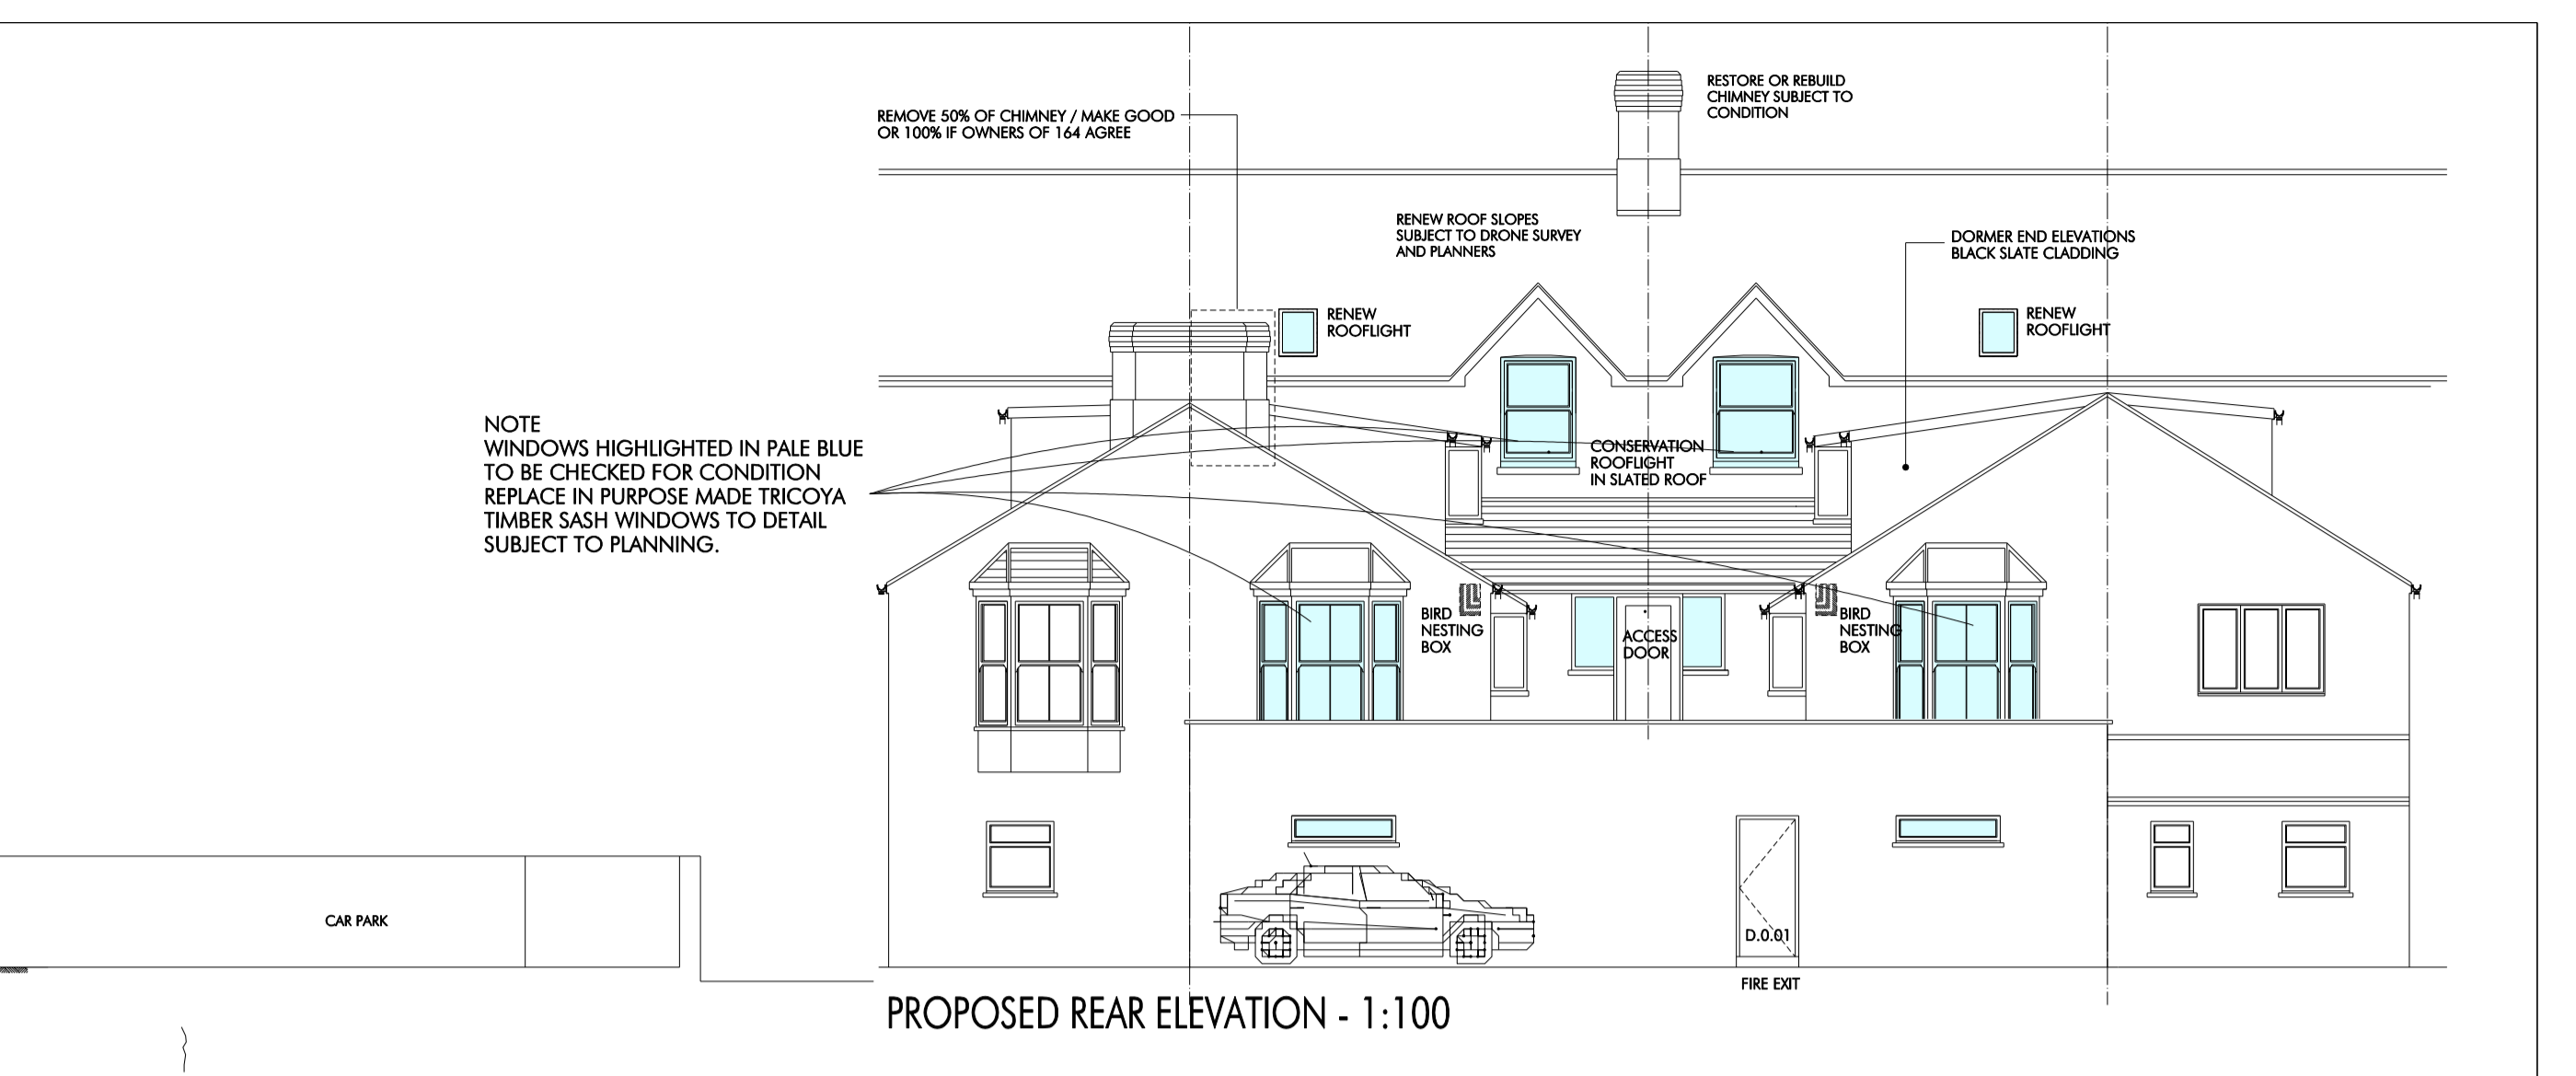 RESTORE OR REBUILD
CHIMNEY SUBJECT TO
CONDITION
REMOVE 50% OF CHIMNEY / MAKE GOOD
OR 100% IF OWNERS OF 164 AGREE
RENEW ROOF SLOPES
SUBJECT TO DRONE SURVEY
AND PLANNERS
DORMER END ELEVATIONS
BLACK SLATE CLADDING
RENEW
ROOFLIGHT
RENEW
ROOFLIGHT
NOTE
WINDOWS HIGHLIGHTED IN PALE BLUE
TO BE CHECKED FOR CONDITION
REPLACE IN PURPOSE MADE TRICOYA
TIMBER SASH WINDOWS TO DETAIL
SUBJECT TO PLANNING.
CONSERVATION
ROOFLIGHT
IN SLATED ROOF
BIRD
NESTING
BOX
ACCESS
DOOR
BIRD
NESTING
BOX
CAR PARK
D.0.01
FIRE EXIT
PROPOSED REAR ELEVATION - 1:100